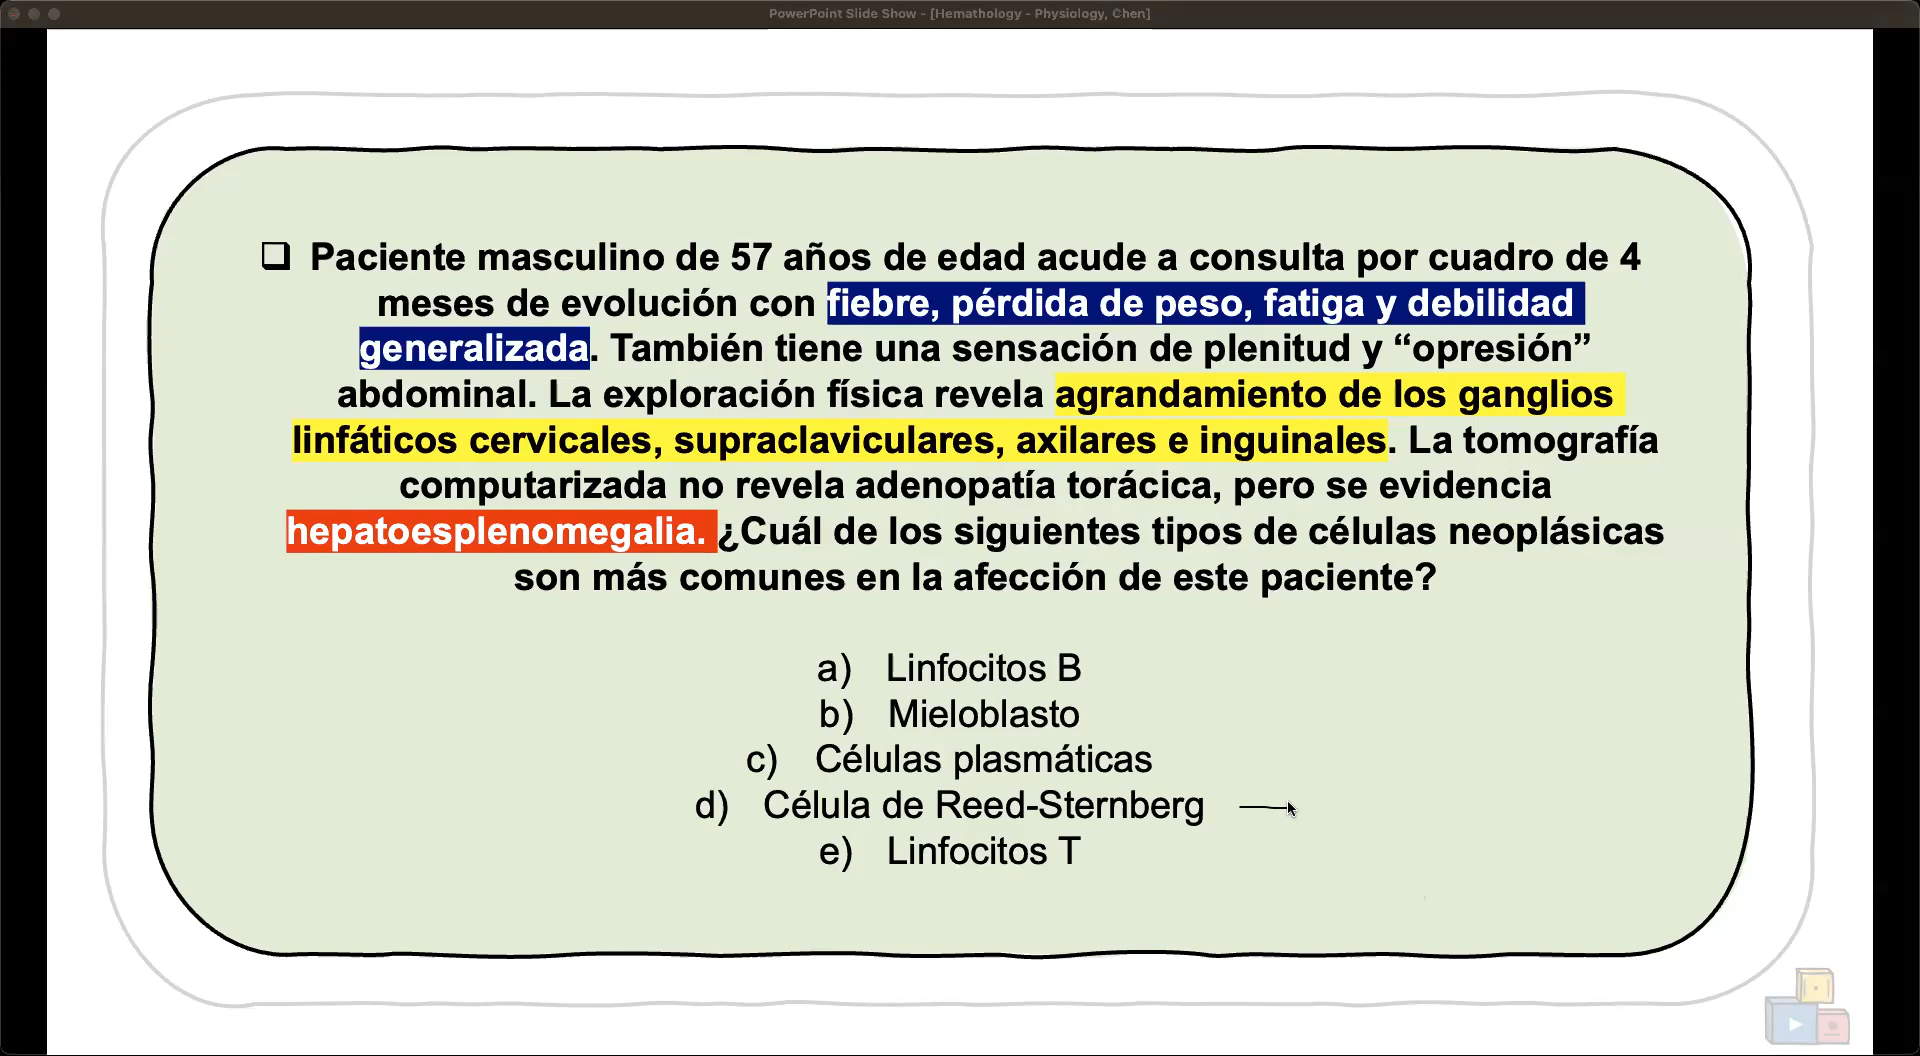 PowerPoint Slide Show - [Hemathology - Physiology, Chen]
❑ Paciente masculino de 57 años de edad acude a consulta por cuadro de 4
meses de evolución con fiebre, pérdida de peso, fatiga y debilidad
generalizada. También tiene una sensación de plenitud y “opresión”
abdominal. La exploración física revela agrandamiento de los ganglios
linfáticos cervicales, supraclaviculares, axilares e inguinales. La tomografía
computarizada no revela adenopatía torácica, pero se evidencia
hepatoesplenomegalia. ¿Cuál de los siguientes tipos de células neoplásicas
son más comunes en la afección de este paciente?
a) Linfocitos B
b) Mieloblasto
c) Células plasmáticas
d) Célula de Reed-Sternberg
e) Linfocitos T